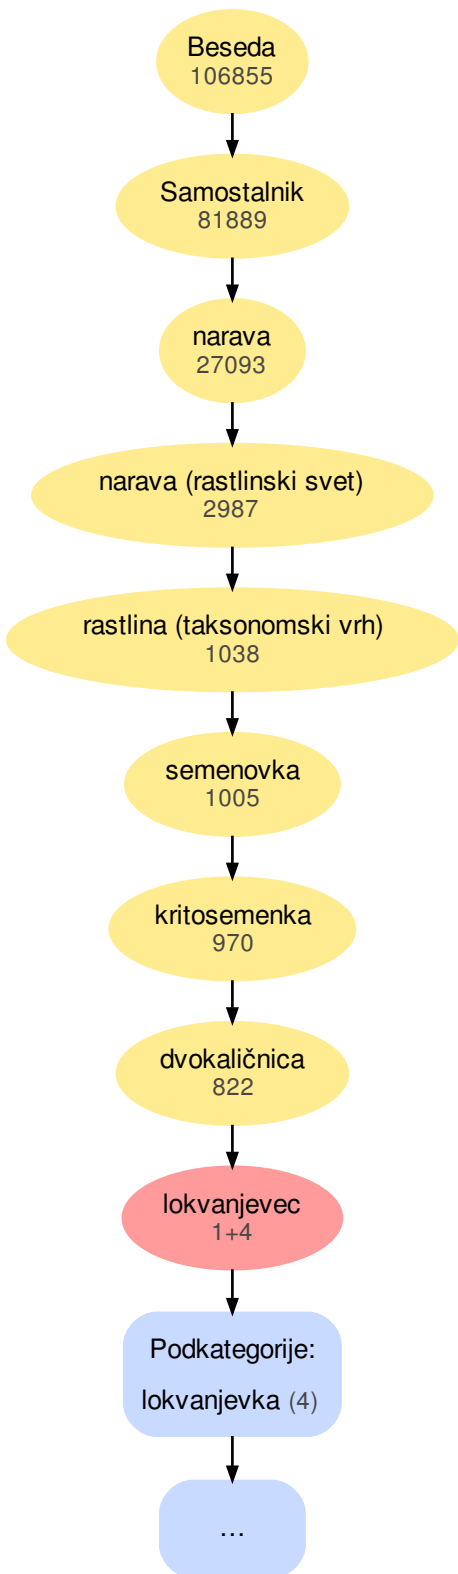 Beseda
106855
Samostalnik
81889
narava
27093
narava (rastlinski svet)
2987
rastlina (taksonomski vrh)
1038
semenovka
1005
kritosemenka
970
dvokaličnica
822
lokvanjevec
1+4
Podkategorije:
lokvanjevka (4)
...